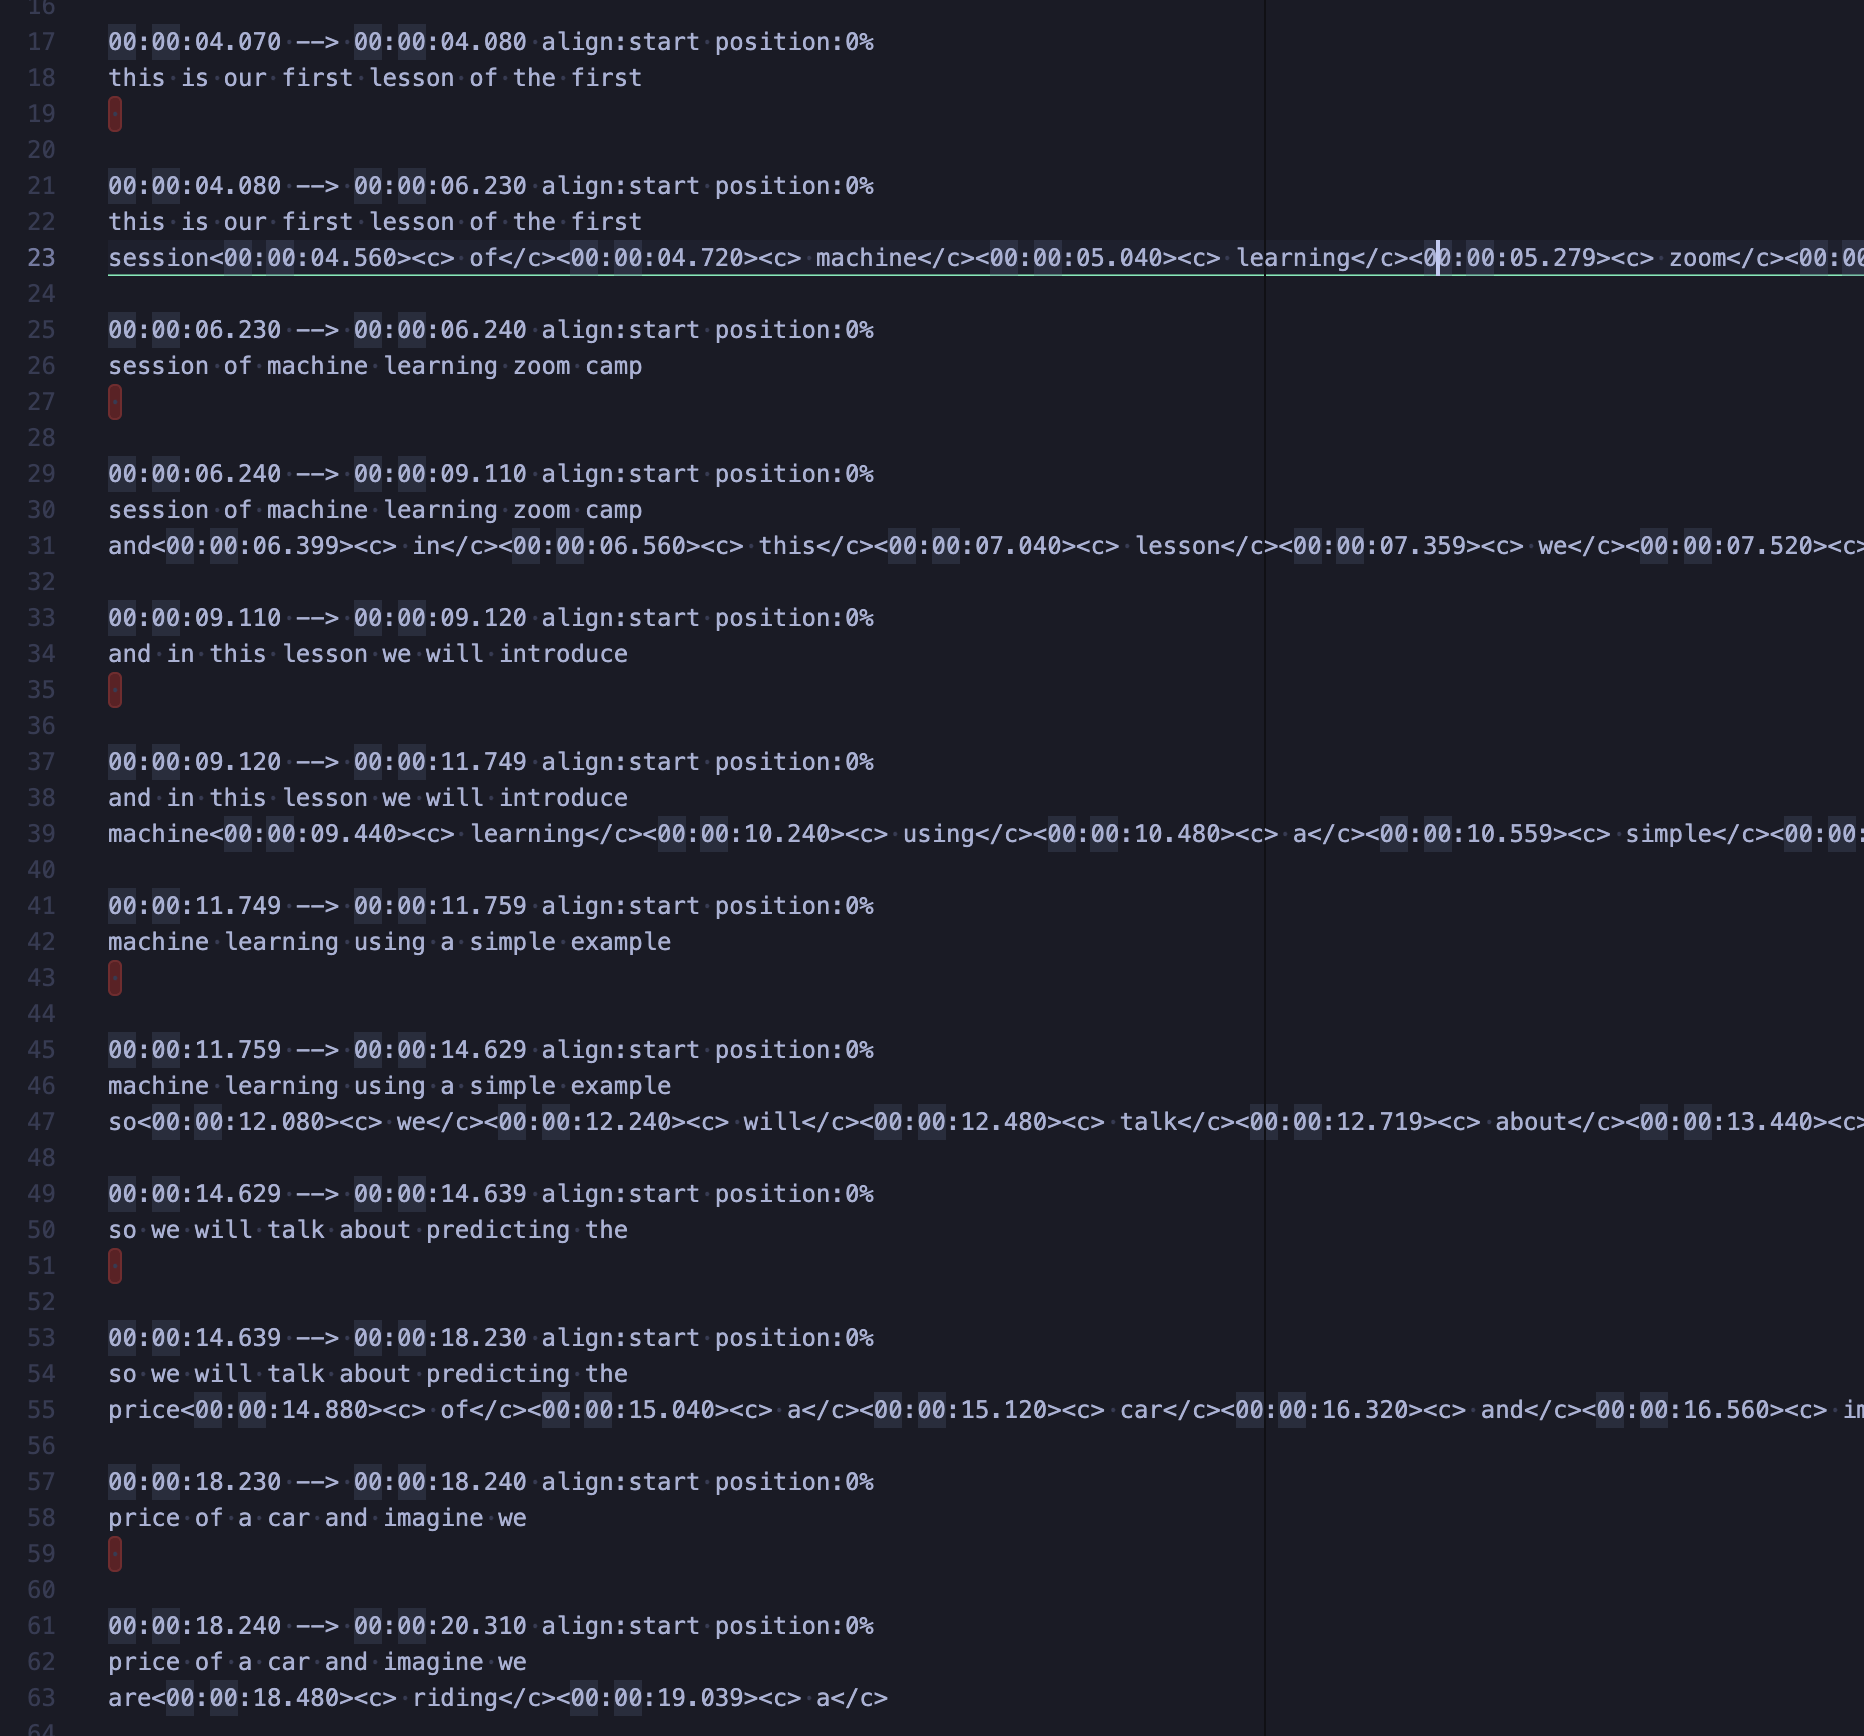 16
17 00:00:04.070 --> 00:00:04.080 align:start position:0%
18 this is our first lesson of the first
19
20
21 00:00:04.080 --> 00:00:06.230 align:start position:0%
22 this is our first lesson of the first
23 session<00:00:04.560><c> of</c><00:00:04.720><c> machine</c><00:00:05.040><c> learning</c><00:00:05.279><c> zoom</c><00:00
24
25 00:00:06.230 --> 00:00:06.240 align:start position:0%
26 session of machine learning zoom camp
27
28
29 00:00:06.240 --> 00:00:09.110 align:start position:0%
30 session of machine learning zoom camp
31 and<00:00:06.399><c> in</c><00:00:06.560><c> this</c><00:00:07.040><c> lesson</c><00:00:07.359><c> we</c><00:00:07.520><c>
32
33 00:00:09.110 --> 00:00:09.120 align:start position:0%
34 and in this lesson we will introduce
35
36
37 00:00:09.120 --> 00:00:11.749 align:start position:0%
38 and in this lesson we will introduce
39 machine<00:00:09.440><c> learning</c><00:00:10.240><c> using</c><00:00:10.480><c> a</c><00:00:10.559><c> simple</c><00:00:
40
41 00:00:11.749 --> 00:00:11.759 align:start position:0%
42 machine learning using a simple example
43
44
45 00:00:11.759 --> 00:00:14.629 align:start position:0%
46 machine learning using a simple example
47 so<00:00:12.080><c> we</c><00:00:12.240><c> will</c><00:00:12.480><c> talk</c><00:00:12.719><c> about</c><00:00:13.440><c>
48
49 00:00:14.629 --> 00:00:14.639 align:start position:0%
50 so we will talk about predicting the
51
52
53 00:00:14.639 --> 00:00:18.230 align:start position:0%
54 so we will talk about predicting the
55 price<00:00:14.880><c> of</c><00:00:15.040><c> a</c><00:00:15.120><c> car</c><00:00:16.320><c> and</c><00:00:16.560><c> im
56
57 00:00:18.230 --> 00:00:18.240 align:start position:0%
58 price of a car and imagine we
59
60
61 00:00:18.240 --> 00:00:20.310 align:start position:0%
62 price of a car and imagine we
63 are<00:00:18.480><c> riding</c><00:00:19.039><c> a</c>
64